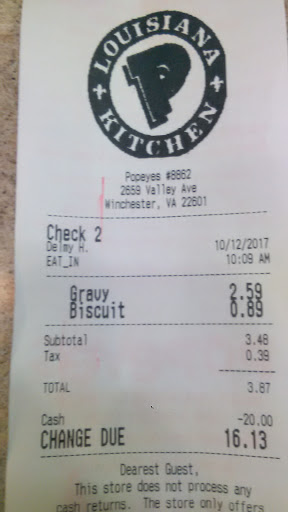 LOUISIANA
KITCHEN
Popeyes #8862
2659 Valley Ave
Winchester, VA 22601
Check 2
Delmy H. 10/12/2017
EAT_IN 10:09 AM
Gravy 2.59
Biscuit 0.89
Subtotal 3.48
Tax 0.39
TOTAL 3.87
Cash -20.00
CHANGE DUE 16.13
Dearest Guest,
This store does not process any
cash returns. The store only offers